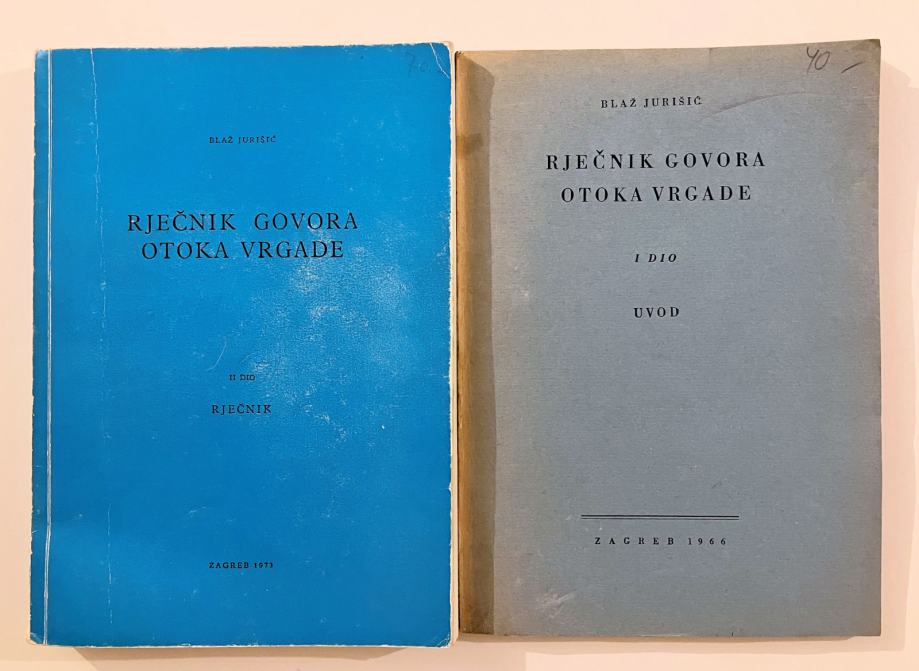 70.-
BLAŽ JURIŠIĆ
RJEČNIK GOVORA
OTOKA VRGADE
II DIO
RJEČNIK
ZAGREB 1973
40 –
BLAŽ JURIŠIĆ
RJEČNIK GOVORA
OTOKA VRGADE
I DIO
UVOD
ZAGREB 1966